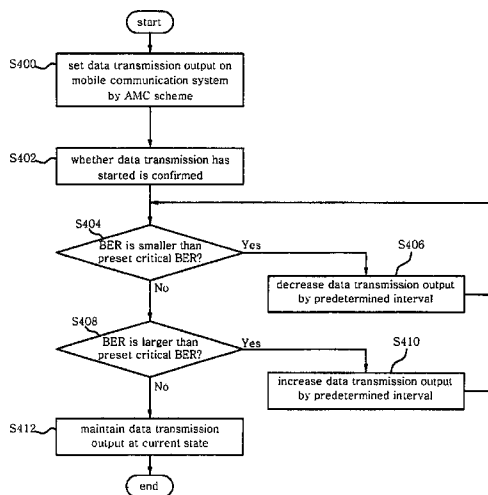 start
S400
set data transmission output on
mobile communication system
by AMC scheme
S402
whether data transmission has
started is confirmed
S404
BER is smaller than
preset critical BER?
Yes
S406
decrease data transmission output
by predetermined interval
No
S408
BER is larger than
preset critical BER?
Yes
S410
increase data transmission output
by predetermined interval
No
S412
maintain data transmission
output at current state
end